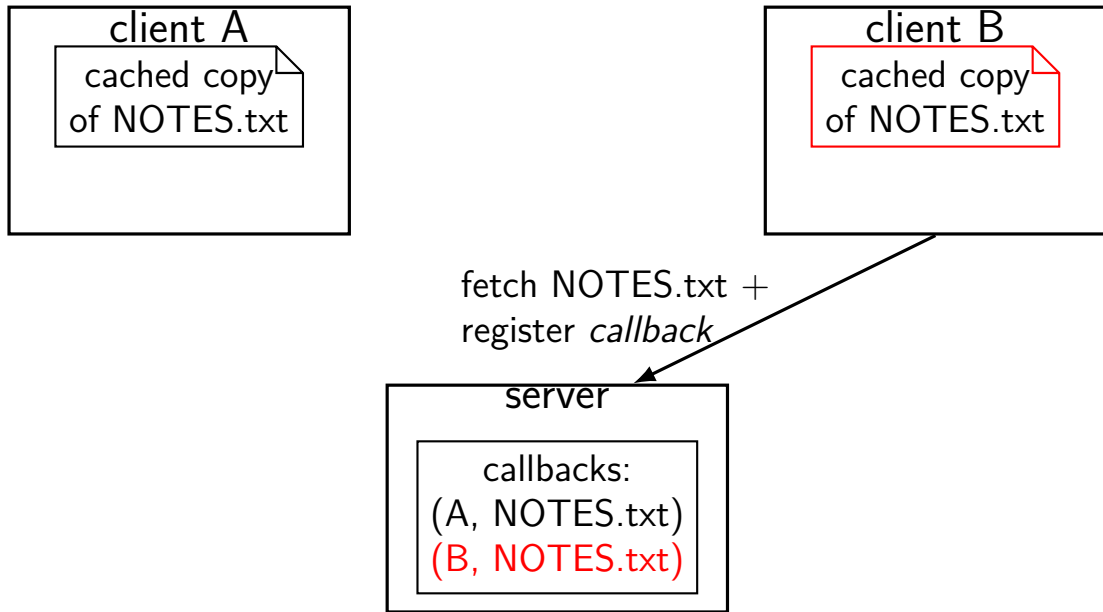 client A
cached copy
of NOTES.txt
client B
cached copy
of NOTES.txt
fetch NOTES.txt +
register callback
server
callbacks:
(A, NOTES.txt)
(B, NOTES.txt)